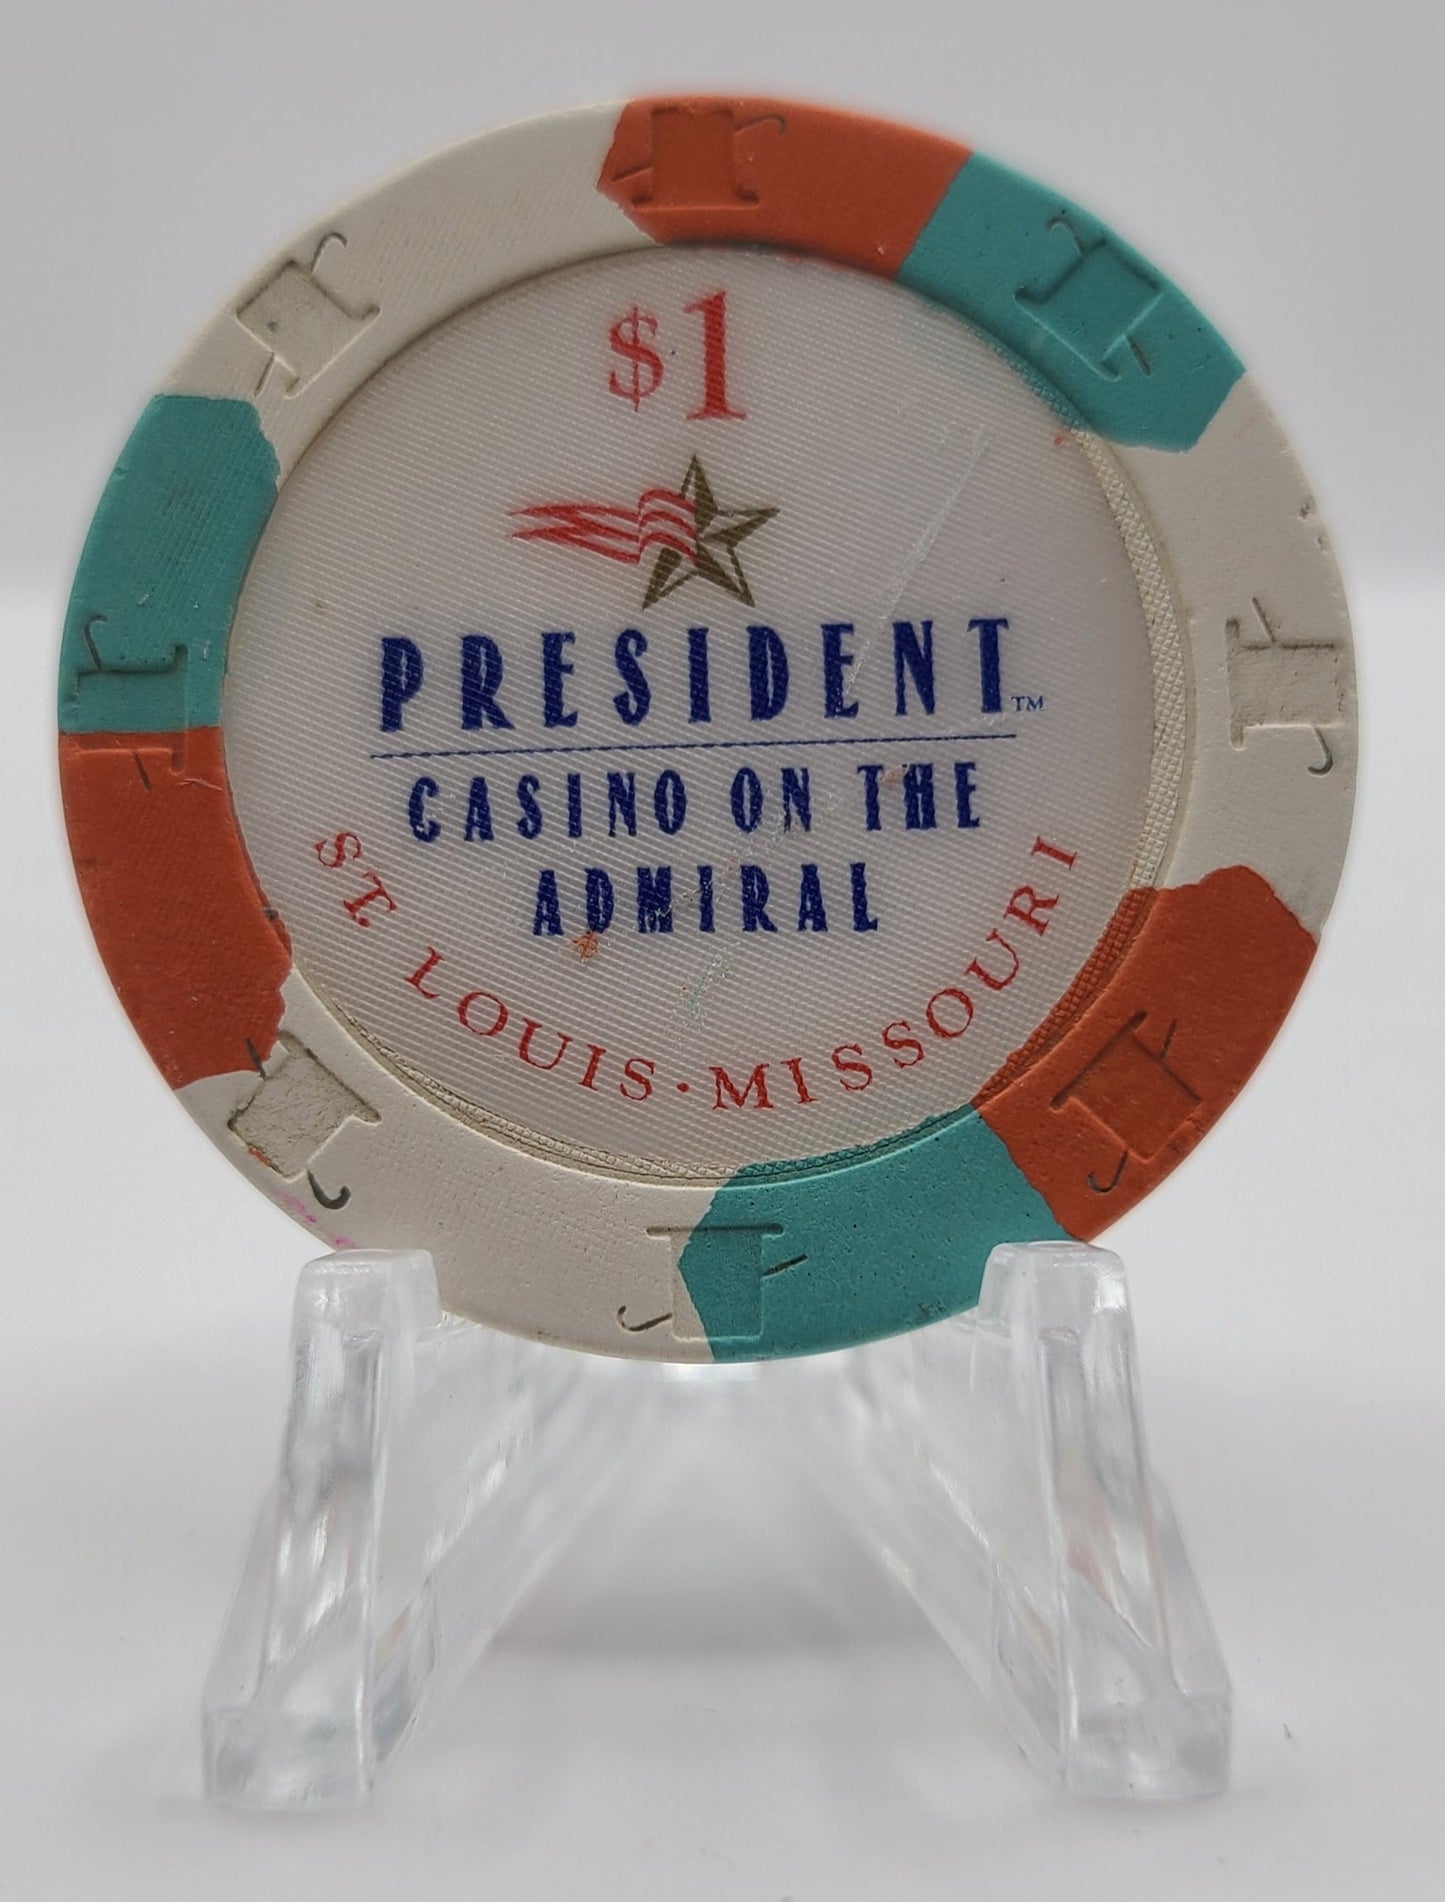 $1
PRESIDENT™
CASINO ON THE
ADMIRAL
ST. LOUIS · MISSOURI